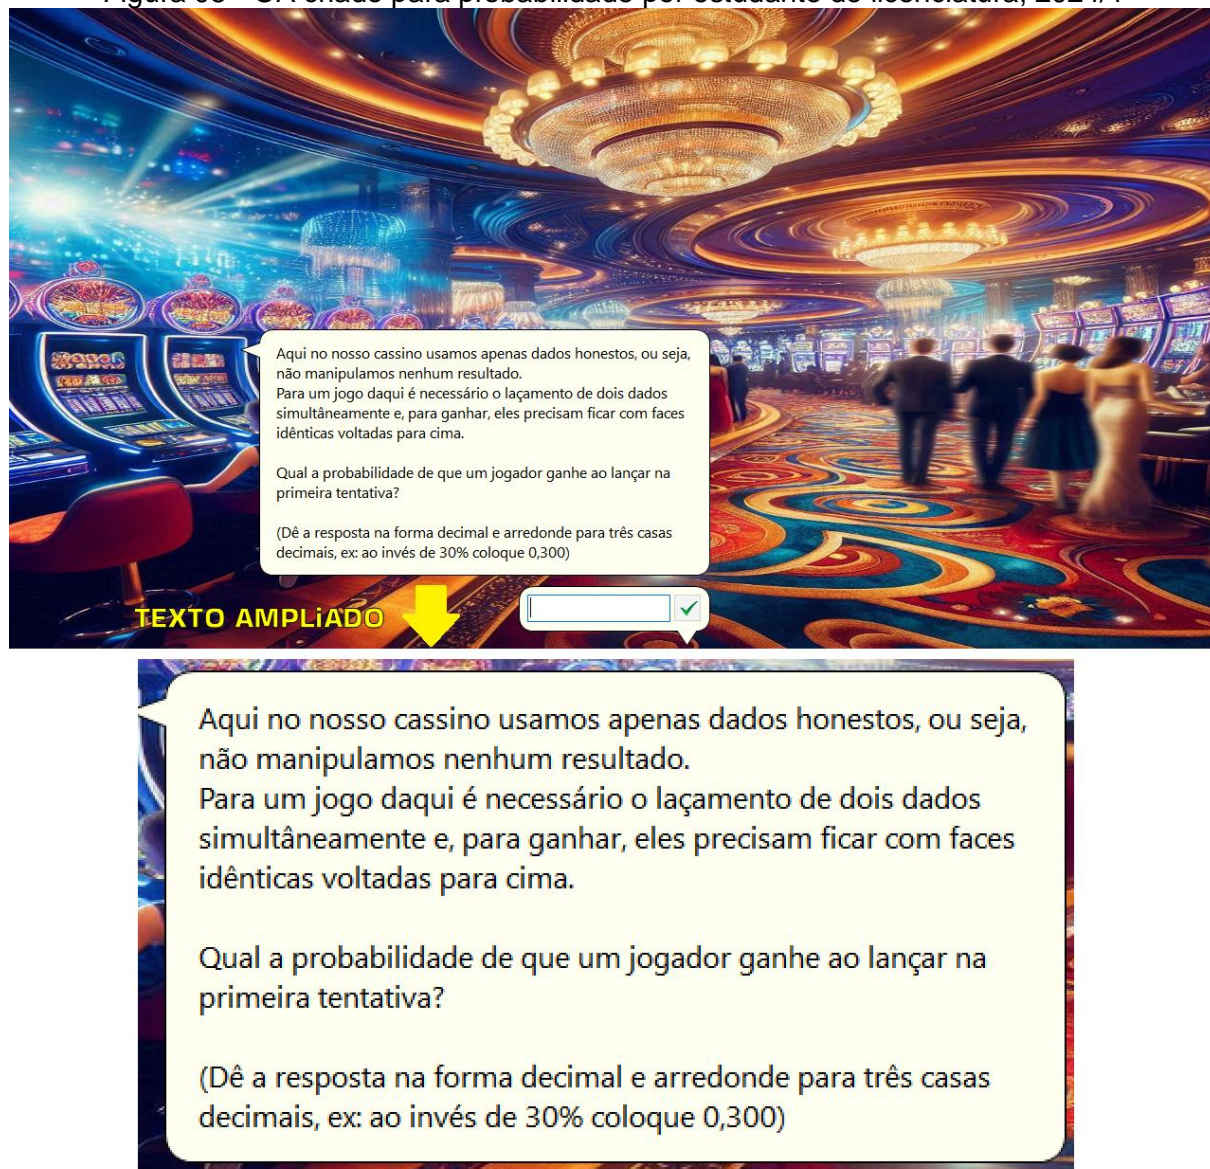 Aqui no nosso cassino usamos apenas dados honestos, ou seja,
não manipulamos nenhum resultado.
Para um jogo daqui é necessário o laçamento de dois dados
simultâneamente e, para ganhar, eles precisam ficar com faces
idênticas voltadas para cima.
Qual a probabilidade de que um jogador ganhe ao lançar na
primeira tentativa?
(Dê a resposta na forma decimal e arredonde para três casas
decimais, ex: ao invés de 30% coloque 0,300)
TEXTO AMPLiADO
Aqui no nosso cassino usamos apenas dados honestos, ou seja,
não manipulamos nenhum resultado.
Para um jogo daqui é necessário o laçamento de dois dados
simultâneamente e, para ganhar, eles precisam ficar com faces
idênticas voltadas para cima.
Qual a probabilidade de que um jogador ganhe ao lançar na
primeira tentativa?
(Dê a resposta na forma decimal e arredonde para três casas
decimais, ex: ao invés de 30% coloque 0,300)